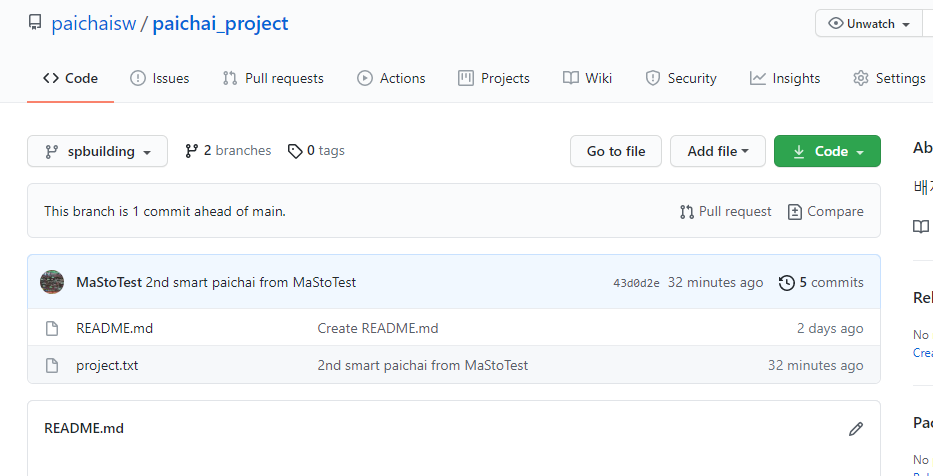 paichaisw / paichai_project
Unwatch
Code Issues Pull requests Actions Projects Wiki Security Insights Settings
spbuilding 2 branches 0 tags Go to file Add file Code
This branch is 1 commit ahead of main. Pull request Compare
MaStoTest 2nd smart paichai from MaStoTest 43d0d2e 32 minutes ago 5 commits
README.md Create README.md 2 days ago
project.txt 2nd smart paichai from MaStoTest 32 minutes ago
README.md
Ab
Rel
No
Crea
Pac
No